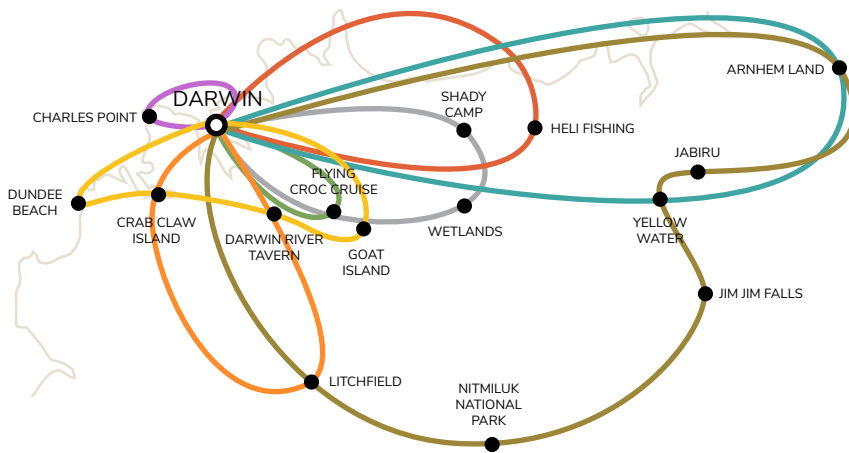 DARWIN
CHARLES POINT
ARNHEM LAND
SHADY
CAMP
HELI FISHING
JABIRU
FLYING
CROC CRUISE
DUNDEE
BEACH
CRAB CLAW
ISLAND
DARWIN RIVER
TAVERN
GOAT
ISLAND
WETLANDS
YELLOW
WATER
JIM JIM FALLS
LITCHFIELD
NITMILUK
NATIONAL
PARK